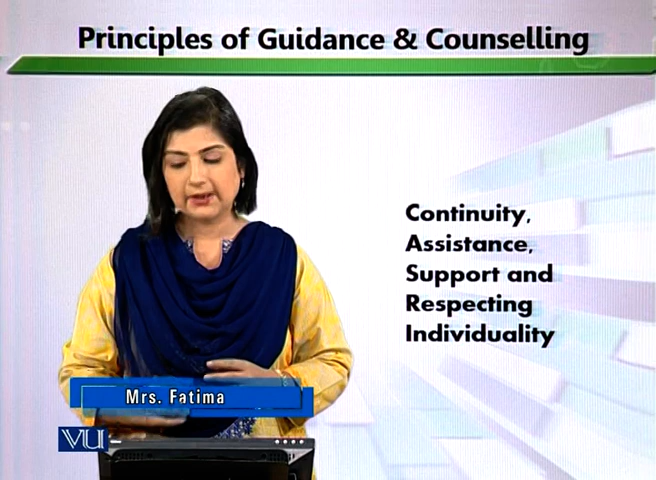 Principles of Guidance & Counselling
Continuity,
Assistance,
Support and
Respecting
Individuality
Mrs. Fatima
VU